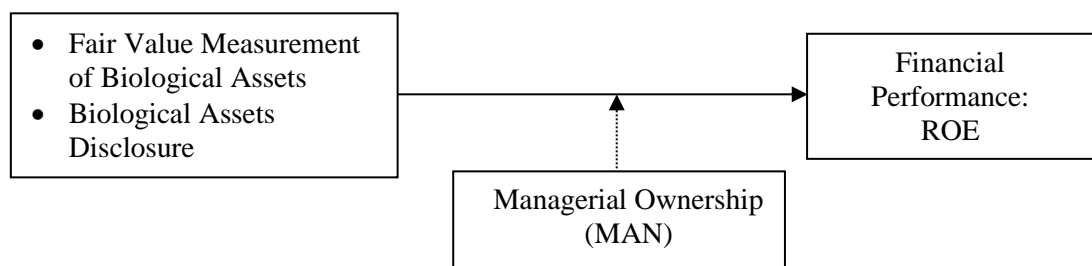 • Fair Value Measurement
of Biological Assets
• Biological Assets
Disclosure
Financial
Performance:
ROE
Managerial Ownership
(MAN)